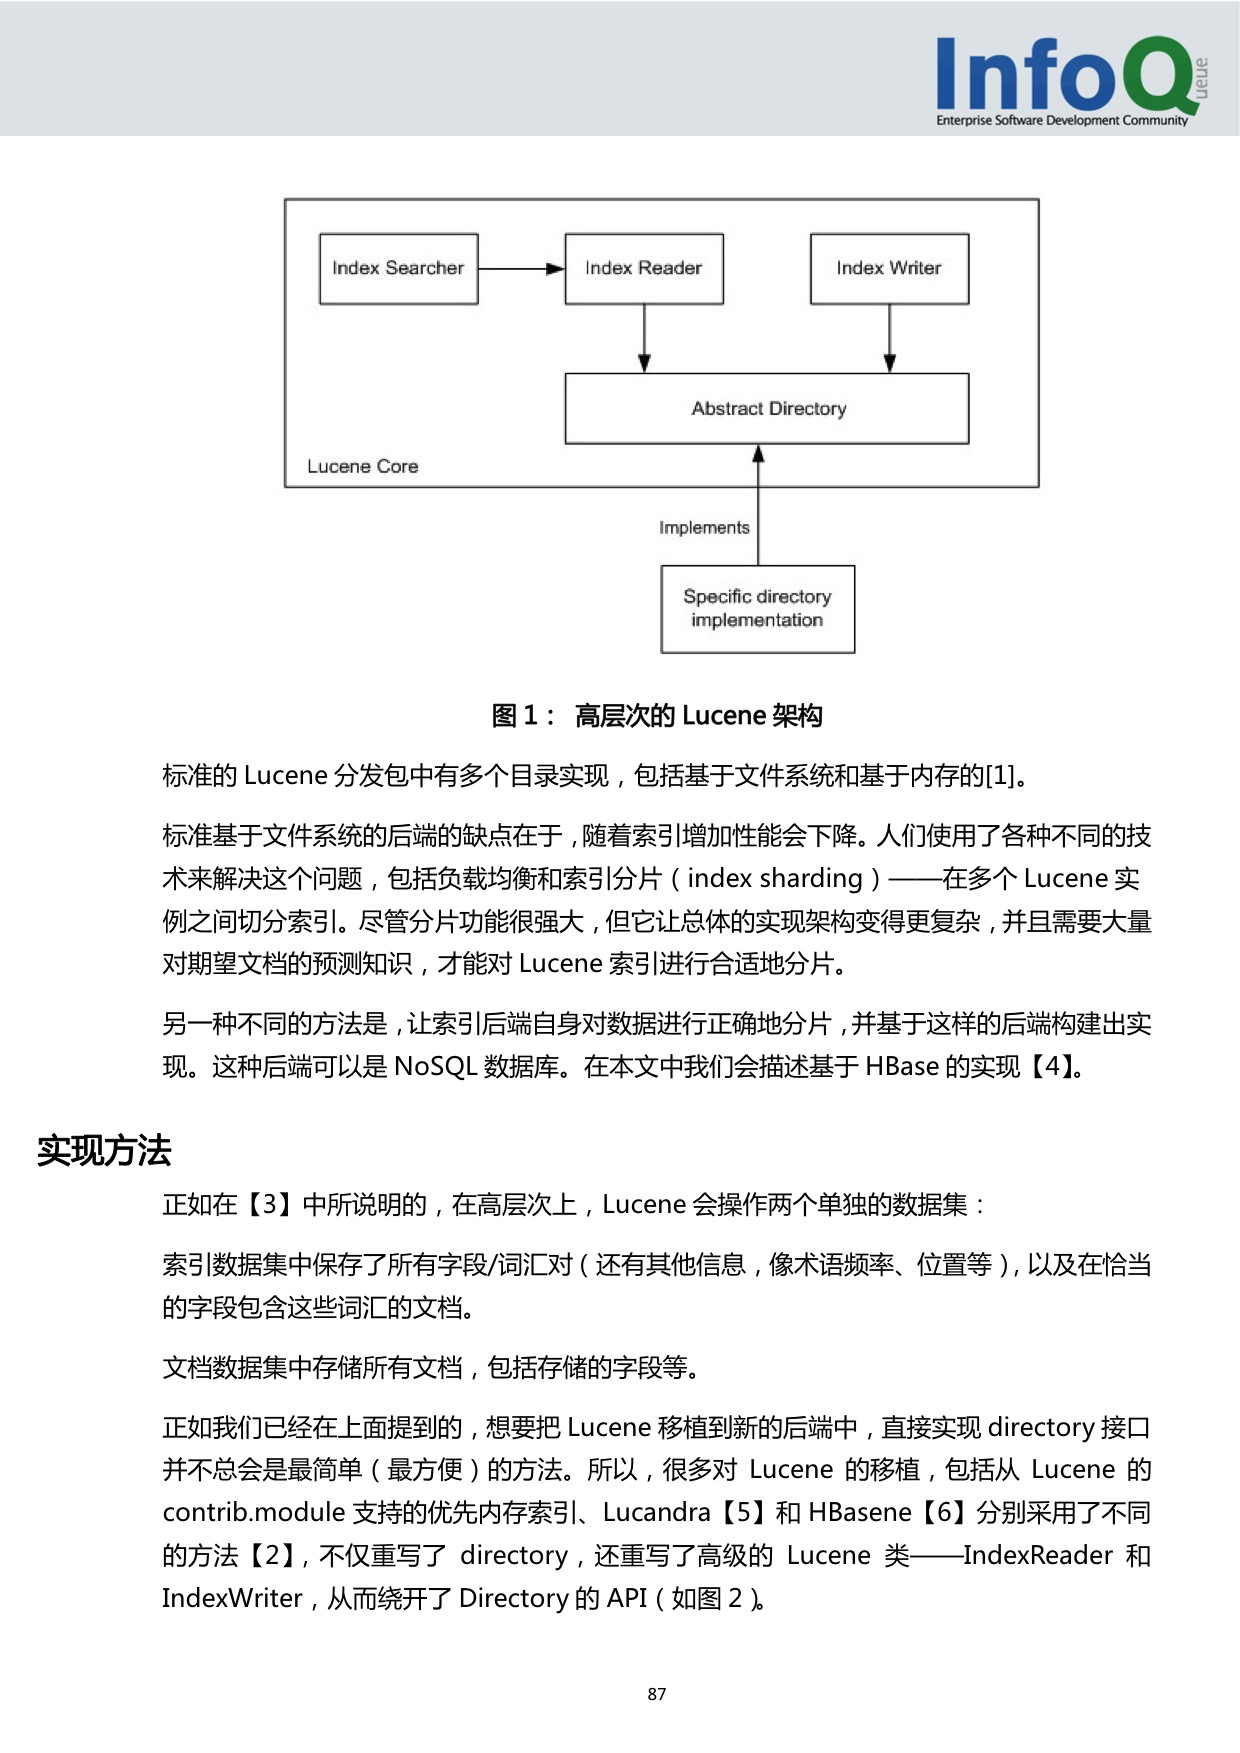 InfoQ
ueue
Enterprise Software Development Community
Index Searcher
Index Reader
Index Writer
Abstract Directory
Lucene Core
Implements
Specific directory
implementation
图 1： 高层次的 Lucene 架构
标准的 Lucene 分发包中有多个目录实现，包括基于文件系统和基于内存的[1]。
标准基于文件系统的后端的缺点在于，随着索引增加性能会下降。人们使用了各种不同的技
术来解决这个问题，包括负载均衡和索引分片（index sharding）——在多个 Lucene 实
例之间切分索引。尽管分片功能很强大，但它让总体的实现架构变得更复杂，并且需要大量
对期望文档的预测知识，才能对 Lucene 索引进行合适地分片。
另一种不同的方法是，让索引后端自身对数据进行正确地分片，并基于这样的后端构建出实
现。这种后端可以是 NoSQL 数据库。在本文中我们会描述基于 HBase 的实现【4】。
实现方法
正如在【3】中所说明的，在高层次上，Lucene 会操作两个单独的数据集：
索引数据集中保存了所有字段/词汇对（还有其他信息，像术语频率、位置等），以及在恰当
的字段包含这些词汇的文档。
文档数据集中存储所有文档，包括存储的字段等。
正如我们已经在上面提到的，想要把 Lucene 移植到新的后端中，直接实现 directory 接口
并不总会是最简单（最方便）的方法。所以，很多对 Lucene 的移植，包括从 Lucene 的
contrib.module 支持的优先内存索引、Lucandra【5】和 HBasene【6】分别采用了不同
的方法【2】，不仅重写了 directory，还重写了高级的 Lucene 类——IndexReader 和
IndexWriter，从而绕开了 Directory 的 API（如图 2）。
87